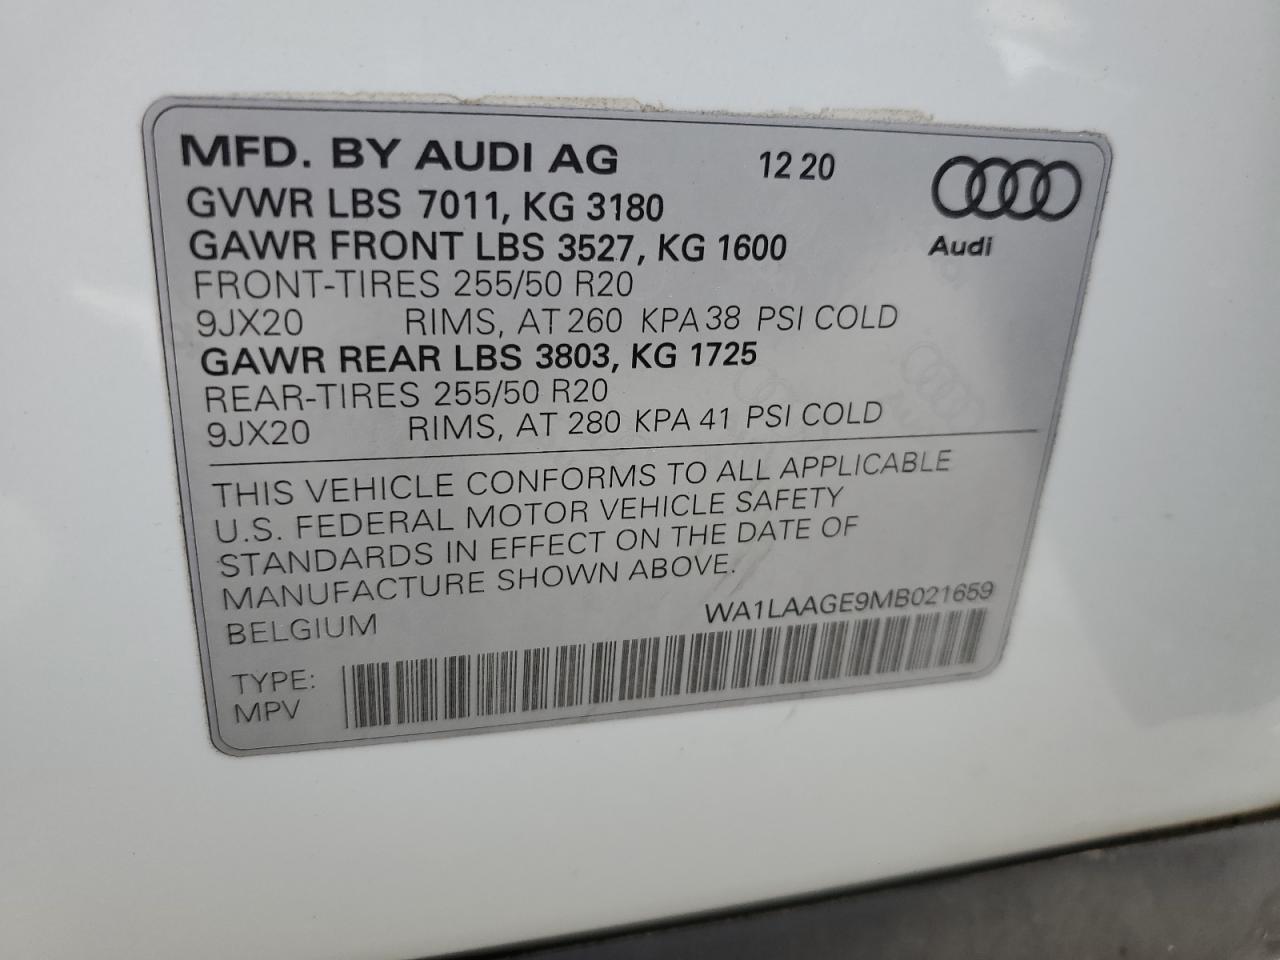 MFD. BY AUDI AG 12 20
Audi
GVWR LBS 7011, KG 3180
GAWR FRONT LBS 3527, KG 1600
FRONT-TIRES 255/50 R20
9JX20 RIMS, AT 260 KPA 38 PSI COLD
GAWR REAR LBS 3803, KG 1725
REAR-TIRES 255/50 R20
9JX20 RIMS, AT 280 KPA 41 PSI COLD
THIS VEHICLE CONFORMS TO ALL APPLICABLE
U.S. FEDERAL MOTOR VEHICLE SAFETY
STANDARDS IN EFFECT ON THE DATE OF
MANUFACTURE SHOWN ABOVE.
BELGIUM WA1LAAGE9MB021659
TYPE:
MPV